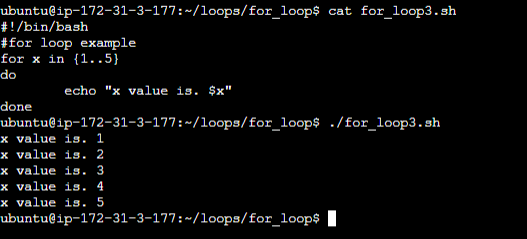 ubuntu@ip-172-31-3-177:~/loops/for_loop$ cat for_loop3.sh
#!/bin/bash
#for loop example
for x in {1..5}
do
        echo "x value is. $x"
done
ubuntu@ip-172-31-3-177:~/loops/for_loop$ ./for_loop3.sh
x value is. 1
x value is. 2
x value is. 3
x value is. 4
x value is. 5
ubuntu@ip-172-31-3-177:~/loops/for_loop$